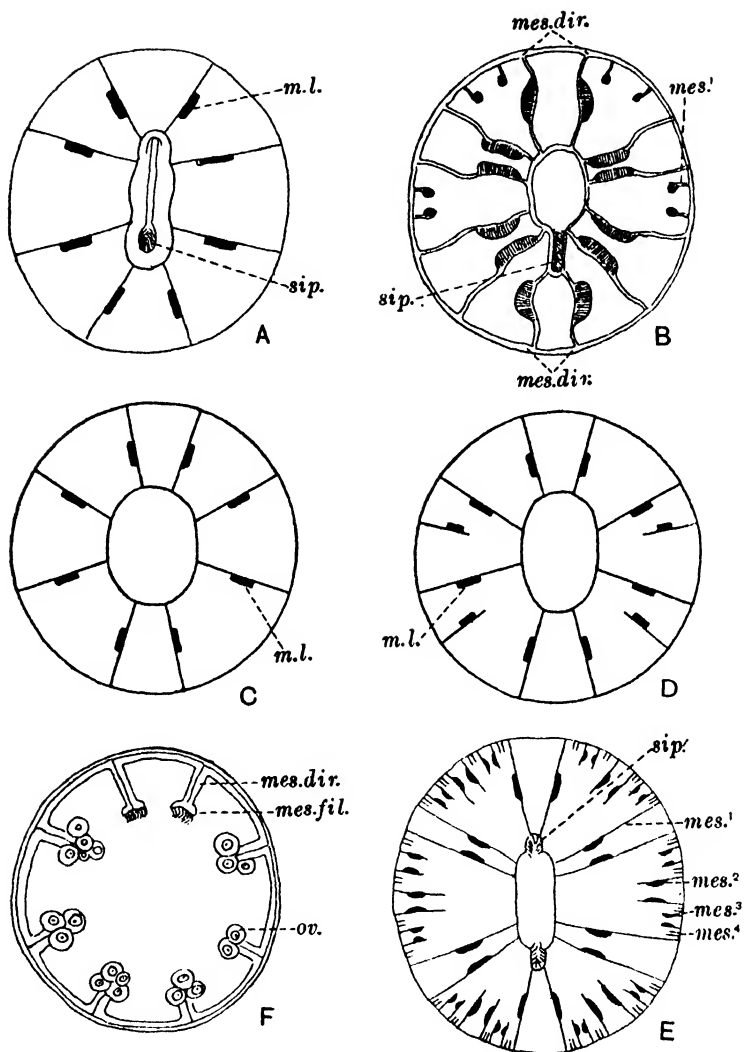 mes.dir.
m.l.
mes.¹
sip.
sip.
A
B
mes.dir.
m.l.
m.l.
C
D
mes.dir.
mes.fil.
ov.
F
sip.
mes.¹
mes.²
mes.³
mes.⁴
E